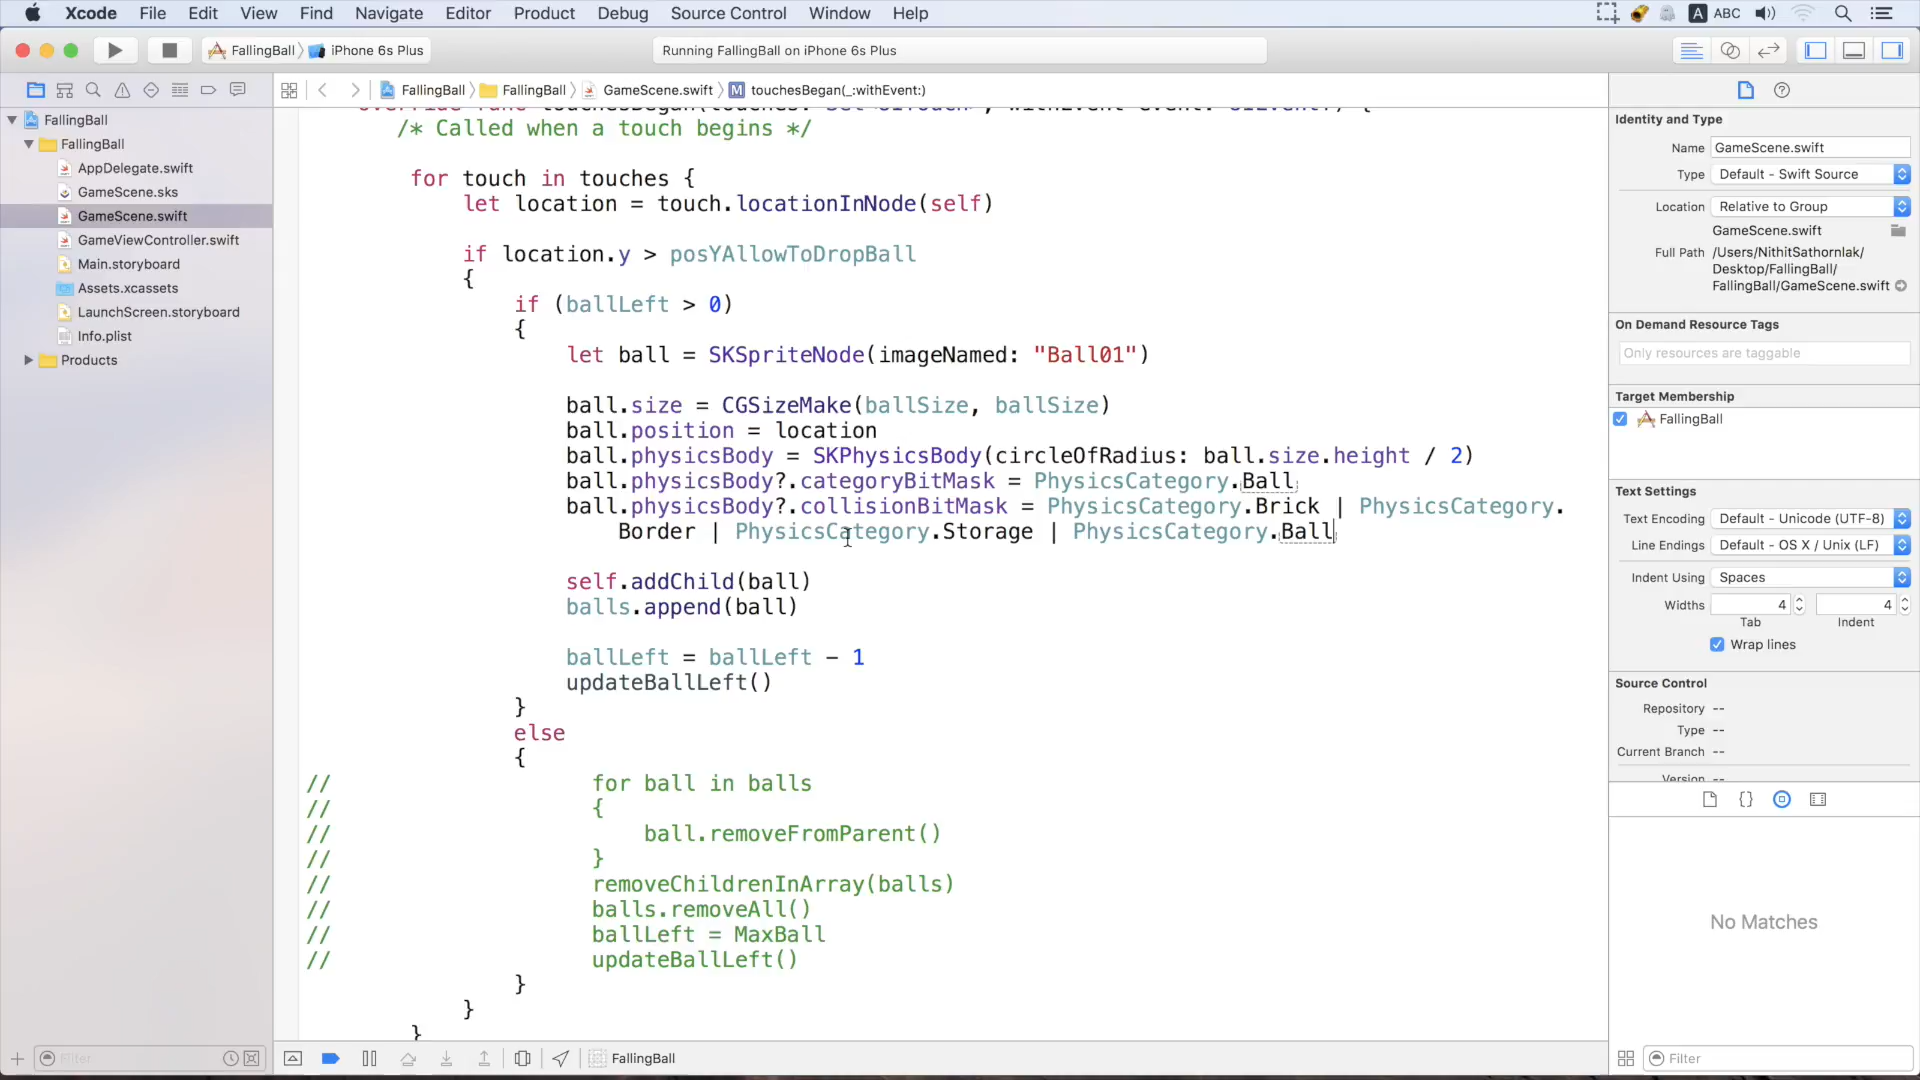 Xcode File Edit View Find Navigate Editor Product Debug Source Control Window Help
A ABC
FallingBall iPhone 6s Plus
Running FallingBall on iPhone 6s Plus
FallingBall FallingBall GameScene.swift M touchesBegan(_:withEvent:)
FallingBall
FallingBall
AppDelegate.swift
GameScene.sks
GameScene.swift
GameViewController.swift
Main.storyboard
Assets.xcassets
LaunchScreen.storyboard
Info.plist
Products
Filter
/* Called when a touch begins */
for touch in touches {
let location = touch.locationInNode(self)
if location.y > posYAllowToDropBall
{
if (ballLeft > 0)
{
let ball = SKSpriteNode(imageNamed: "Ball01")
ball.size = CGSizeMake(ballSize, ballSize)
ball.position = location
ball.physicsBody = SKPhysicsBody(circleOfRadius: ball.size.height / 2)
ball.physicsBody?.categoryBitMask = PhysicsCategory.Ball
ball.physicsBody?.collisionBitMask = PhysicsCategory.Brick | PhysicsCategory.
Border | PhysicsCategory.Storage | PhysicsCategory.Ball
self.addChild(ball)
balls.append(ball)
ballLeft = ballLeft - 1
updateBallLeft()
}
else
{
// for ball in balls
// {
// ball.removeFromParent()
// }
// removeChildrenInArray(balls)
// balls.removeAll()
// ballLeft = MaxBall
// updateBallLeft()
}
}
}
FallingBall
Identity and Type
Name GameScene.swift
Type Default - Swift Source
Location Relative to Group
GameScene.swift
Full Path /Users/NithitSathornlak/
Desktop/FallingBall/
FallingBall/GameScene.swift
On Demand Resource Tags
Only resources are taggable
Target Membership
FallingBall
Text Settings
Text Encoding Default - Unicode (UTF-8)
Line Endings Default - OS X / Unix (LF)
Indent Using Spaces
Widths 4 4
Tab Indent
Wrap lines
Source Control
Repository --
Type --
Current Branch --
Version --
{}
No Matches
Filter